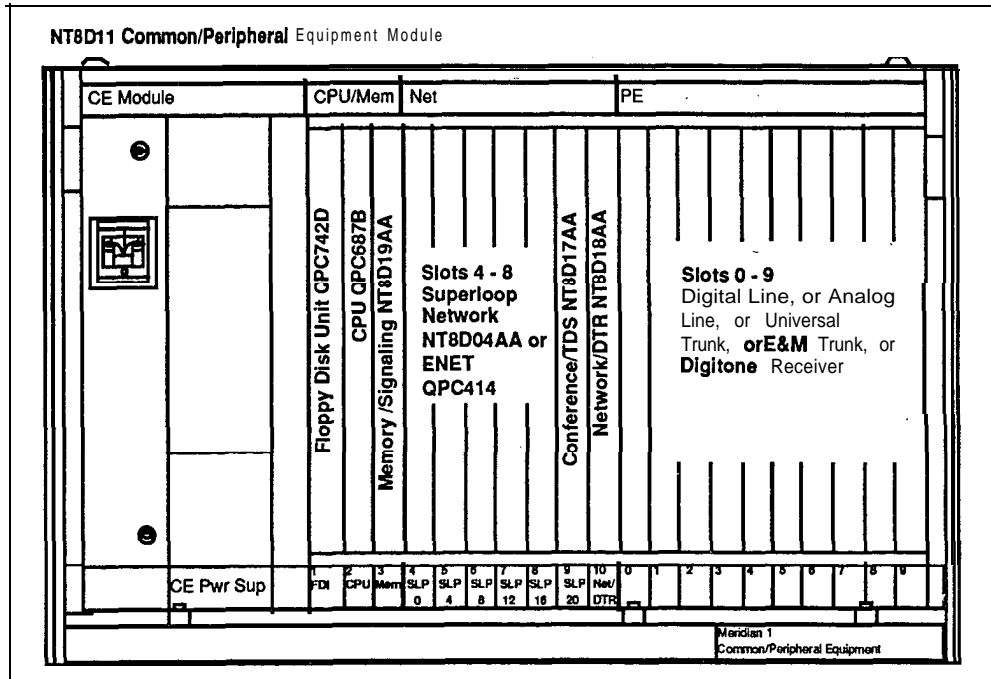 NT8D11 Common/Peripheral Equipment Module
CE Module
CPU/Mem
Net
PE
Floppy Disk Unit QPC742D
CPU QPC687B
Memory /Signaling NT8D19AA
Slots 4 - 8
Superloop
Network
NT8D04AA or
ENET
QPC414
Conference/TDS NT8D17AA
Network/DTR NT8D18AA
Slots 0 - 9
Digital Line, or Analog
Line, or Universal
Trunk, orE&M Trunk, or
Digitone Receiver
CE Pwr Sup
1 FDI
2 CPU
3 Mem
4 SLP 0
5 SLP 4
6 SLP 8
7 SLP 12
8 SLP 16
9 SLP 20
10 Net/ DTR
0 1 2 3 4 5 6 7 8 9
Meridian 1
Common/Peripheral Equipment